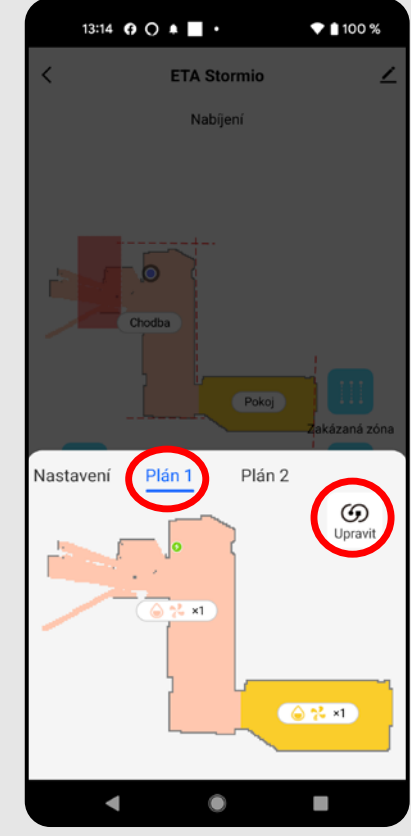 13:14
100 %
ETA Stormio
Nabíjení
Chodba
Pokoj
Zakázaná zóna
Nastavení Plán 1 Plán 2
Upravit
×1
×1